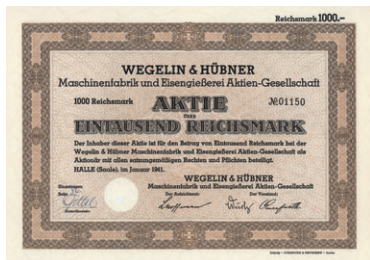 Reichsmark 1000.–
WEGELIN & HÜBNER
Maschinenfabrik und Eisengießerei Aktien-Gesellschaft
1000 Reichsmark AKTIE №01150
ÜBER
EINTAUSEND REICHSMARK
Der Inhaber dieser Aktie ist für den Betrag von Eintausend Reichsmark bei der
Wegelin & Hübner Maschinenfabrik und Eisengießerei Aktien-Gesellschaft als
Aktionär mit allen satzungsmäßigen Rechten und Pflichten beteiligt.
HALLE (Saale), im Januar 1941.
WEGELIN & HÜBNER
Maschinenfabrik und Eisengießerei Aktien-Gesellschaft
Der Aufsichtsrat: Der Vorstand: